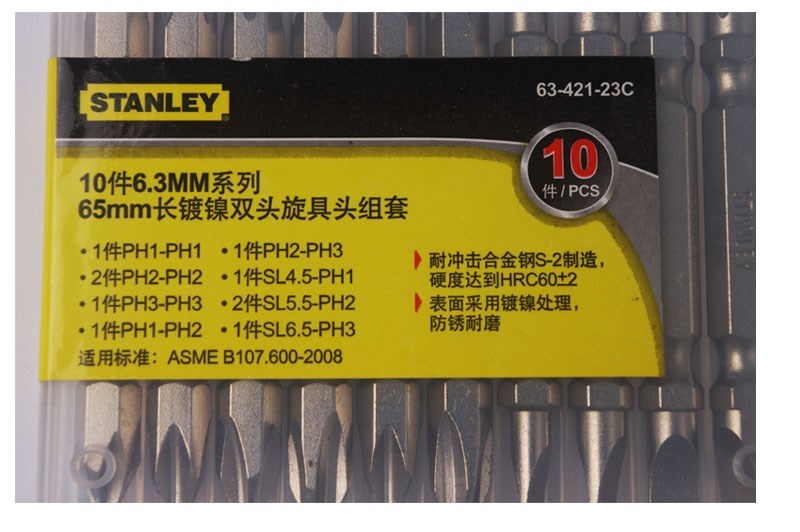 STANLEY
63-421-23C
10
件/PCS
10件6.3MM系列
65mm长镀镍双头旋具头组套
·1件PH1-PH1 ·1件PH2-PH3
·2件PH2-PH2 ·1件SL4.5-PH1
·1件PH3-PH3 ·2件SL5.5-PH2
·1件PH1-PH2 ·1件SL6.5-PH3
适用标准：ASME B107.600-2008
耐冲击合金钢S-2制造，
硬度达到HRC60±2
表面采用镀镍处理，
防锈耐磨
STANLEY